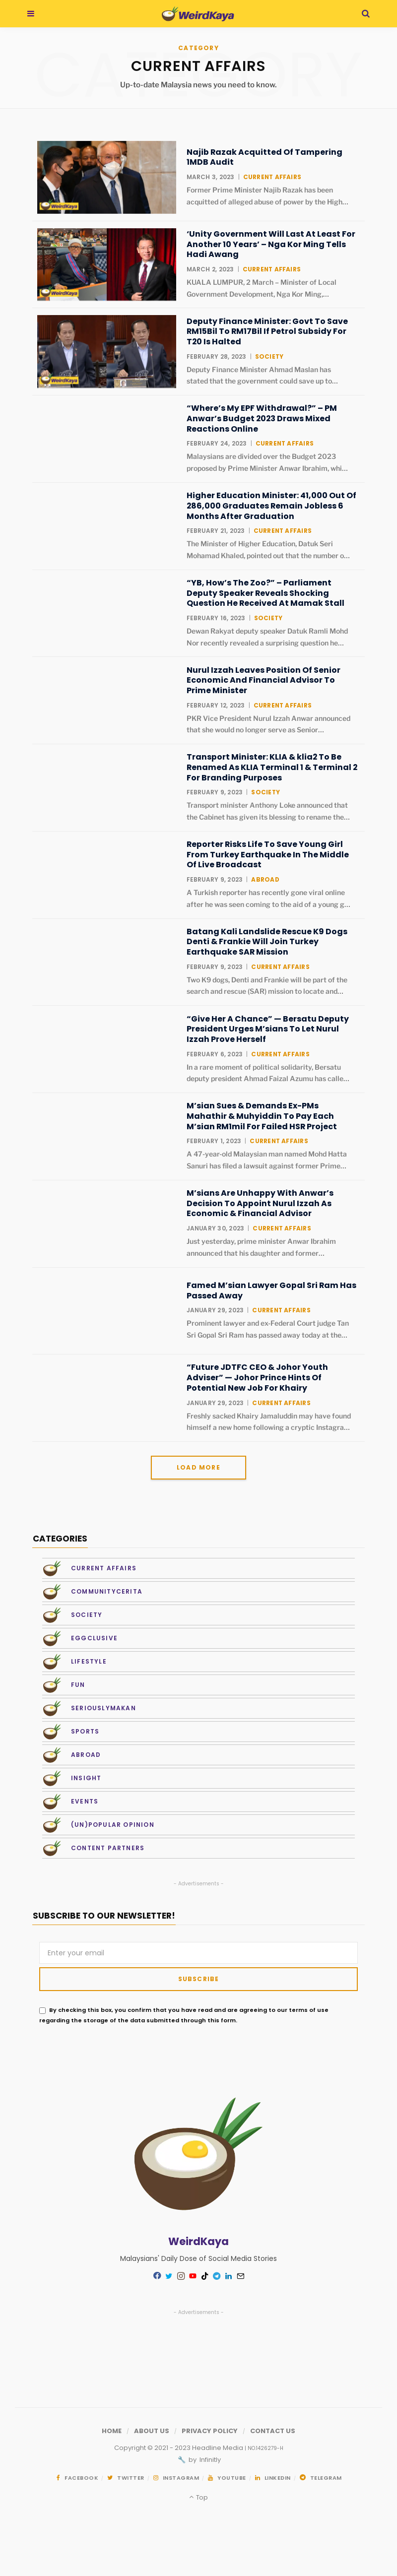 WeirdKaya
CATEGORY
CATEGORY
CURRENT AFFAIRS
Up-to-date Malaysia news you need to know.
WeirdKaya
Najib Razak Acquitted Of Tampering
1MDB Audit
MARCH 3, 2023 | CURRENT AFFAIRS
Former Prime Minister Najib Razak has been
acquitted of alleged abuse of power by the High…
WeirdKaya
‘Unity Government Will Last At Least For
Another 10 Years’ – Nga Kor Ming Tells
Hadi Awang
MARCH 2, 2023 | CURRENT AFFAIRS
KUALA LUMPUR, 2 March – Minister of Local
Government Development, Nga Kor Ming,…
WeirdKaya
Deputy Finance Minister: Govt To Save
RM15Bil To RM17Bil If Petrol Subsidy For
T20 Is Halted
FEBRUARY 28, 2023 | SOCIETY
Deputy Finance Minister Ahmad Maslan has
stated that the government could save up to…
“Where’s My EPF Withdrawal?” – PM
Anwar’s Budget 2023 Draws Mixed
Reactions Online
FEBRUARY 24, 2023 | CURRENT AFFAIRS
Malaysians are divided over the Budget 2023
proposed by Prime Minister Anwar Ibrahim, whi…
Higher Education Minister: 41,000 Out Of
286,000 Graduates Remain Jobless 6
Months After Graduation
FEBRUARY 21, 2023 | CURRENT AFFAIRS
The Minister of Higher Education, Datuk Seri
Mohamad Khaled, pointed out that the number o…
“YB, How’s The Zoo?” – Parliament
Deputy Speaker Reveals Shocking
Question He Received At Mamak Stall
FEBRUARY 16, 2023 | SOCIETY
Dewan Rakyat deputy speaker Datuk Ramli Mohd
Nor recently revealed a surprising question he…
Nurul Izzah Leaves Position Of Senior
Economic And Financial Advisor To
Prime Minister
FEBRUARY 12, 2023 | CURRENT AFFAIRS
PKR Vice President Nurul Izzah Anwar announced
that she would no longer serve as Senior…
Transport Minister: KLIA & klia2 To Be
Renamed As KLIA Terminal 1 & Terminal 2
For Branding Purposes
FEBRUARY 9, 2023 | SOCIETY
Transport minister Anthony Loke announced that
the Cabinet has given its blessing to rename the…
Reporter Risks Life To Save Young Girl
From Turkey Earthquake In The Middle
Of Live Broadcast
FEBRUARY 9, 2023 | ABROAD
A Turkish reporter has recently gone viral online
after he was seen coming to the aid of a young g…
Batang Kali Landslide Rescue K9 Dogs
Denti & Frankie Will Join Turkey
Earthquake SAR Mission
FEBRUARY 9, 2023 | CURRENT AFFAIRS
Two K9 dogs, Denti and Frankie will be part of the
search and rescue (SAR) mission to locate and…
“Give Her A Chance” — Bersatu Deputy
President Urges M’sians To Let Nurul
Izzah Prove Herself
FEBRUARY 6, 2023 | CURRENT AFFAIRS
In a rare moment of political solidarity, Bersatu
deputy president Ahmad Faizal Azumu has calle…
M’sian Sues & Demands Ex-PMs
Mahathir & Muhyiddin To Pay Each
M’sian RM1mil For Failed HSR Project
FEBRUARY 1, 2023 | CURRENT AFFAIRS
A 47-year-old Malaysian man named Mohd Hatta
Sanuri has filed a lawsuit against former Prime…
M’sians Are Unhappy With Anwar’s
Decision To Appoint Nurul Izzah As
Economic & Financial Advisor
JANUARY 30, 2023 | CURRENT AFFAIRS
Just yesterday, prime minister Anwar Ibrahim
announced that his daughter and former…
Famed M’sian Lawyer Gopal Sri Ram Has
Passed Away
JANUARY 29, 2023 | CURRENT AFFAIRS
Prominent lawyer and ex-Federal Court judge Tan
Sri Gopal Sri Ram has passed away today at the…
“Future JDTFC CEO & Johor Youth
Adviser” — Johor Prince Hints Of
Potential New Job For Khairy
JANUARY 29, 2023 | CURRENT AFFAIRS
Freshly sacked Khairy Jamaluddin may have found
himself a new home following a cryptic Instagra…
LOAD MORE
CATEGORIES
CURRENT AFFAIRS
COMMUNITYCERITA
SOCIETY
EGGCLUSIVE
LIFESTYLE
FUN
SERIOUSLYMAKAN
SPORTS
ABROAD
INSIGHT
EVENTS
(UN)POPULAR OPINION
CONTENT PARTNERS
- Advertisements -
SUBSCRIBE TO OUR NEWSLETTER!
Enter your email
SUBSCRIBE
By checking this box, you confirm that you have read and are agreeing to our terms of use
regarding the storage of the data submitted through this form.
WeirdKaya
Malaysians' Daily Dose of Social Media Stories
- Advertisements -
HOME / ABOUT US / PRIVACY POLICY / CONTACT US
Copyright © 2021 - 2023 Headline Media | NO.1426279-H
by Infinitly
FACEBOOK TWITTER INSTAGRAM YOUTUBE LINKEDIN TELEGRAM
Top